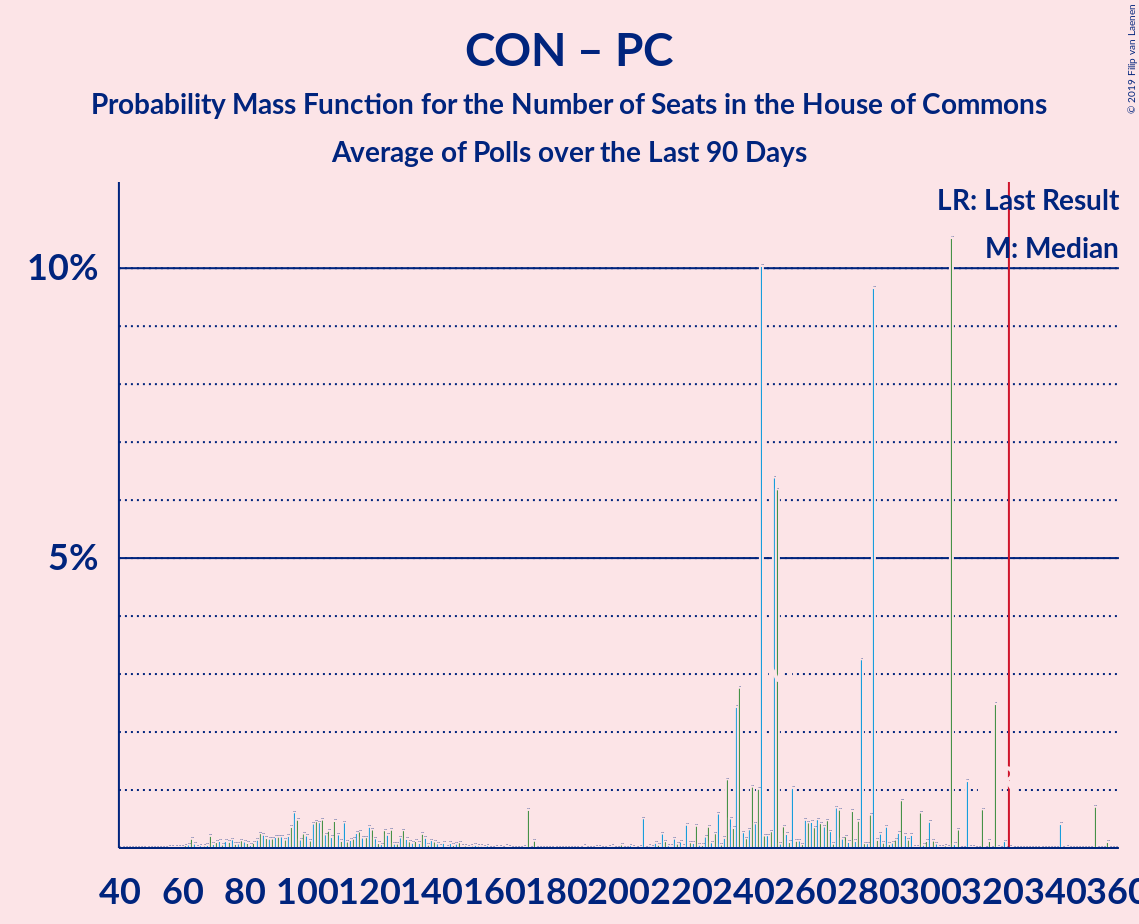 CON – PC
Probability Mass Function for the Number of Seats in the House of Commons
Average of Polls over the Last 90 Days
© 2019 Filip van Laenen
LR: Last Result
M: Median
10%
5%
40 60 80 100 120 140 160 180 200 220 240 260 280 300 320 340 360